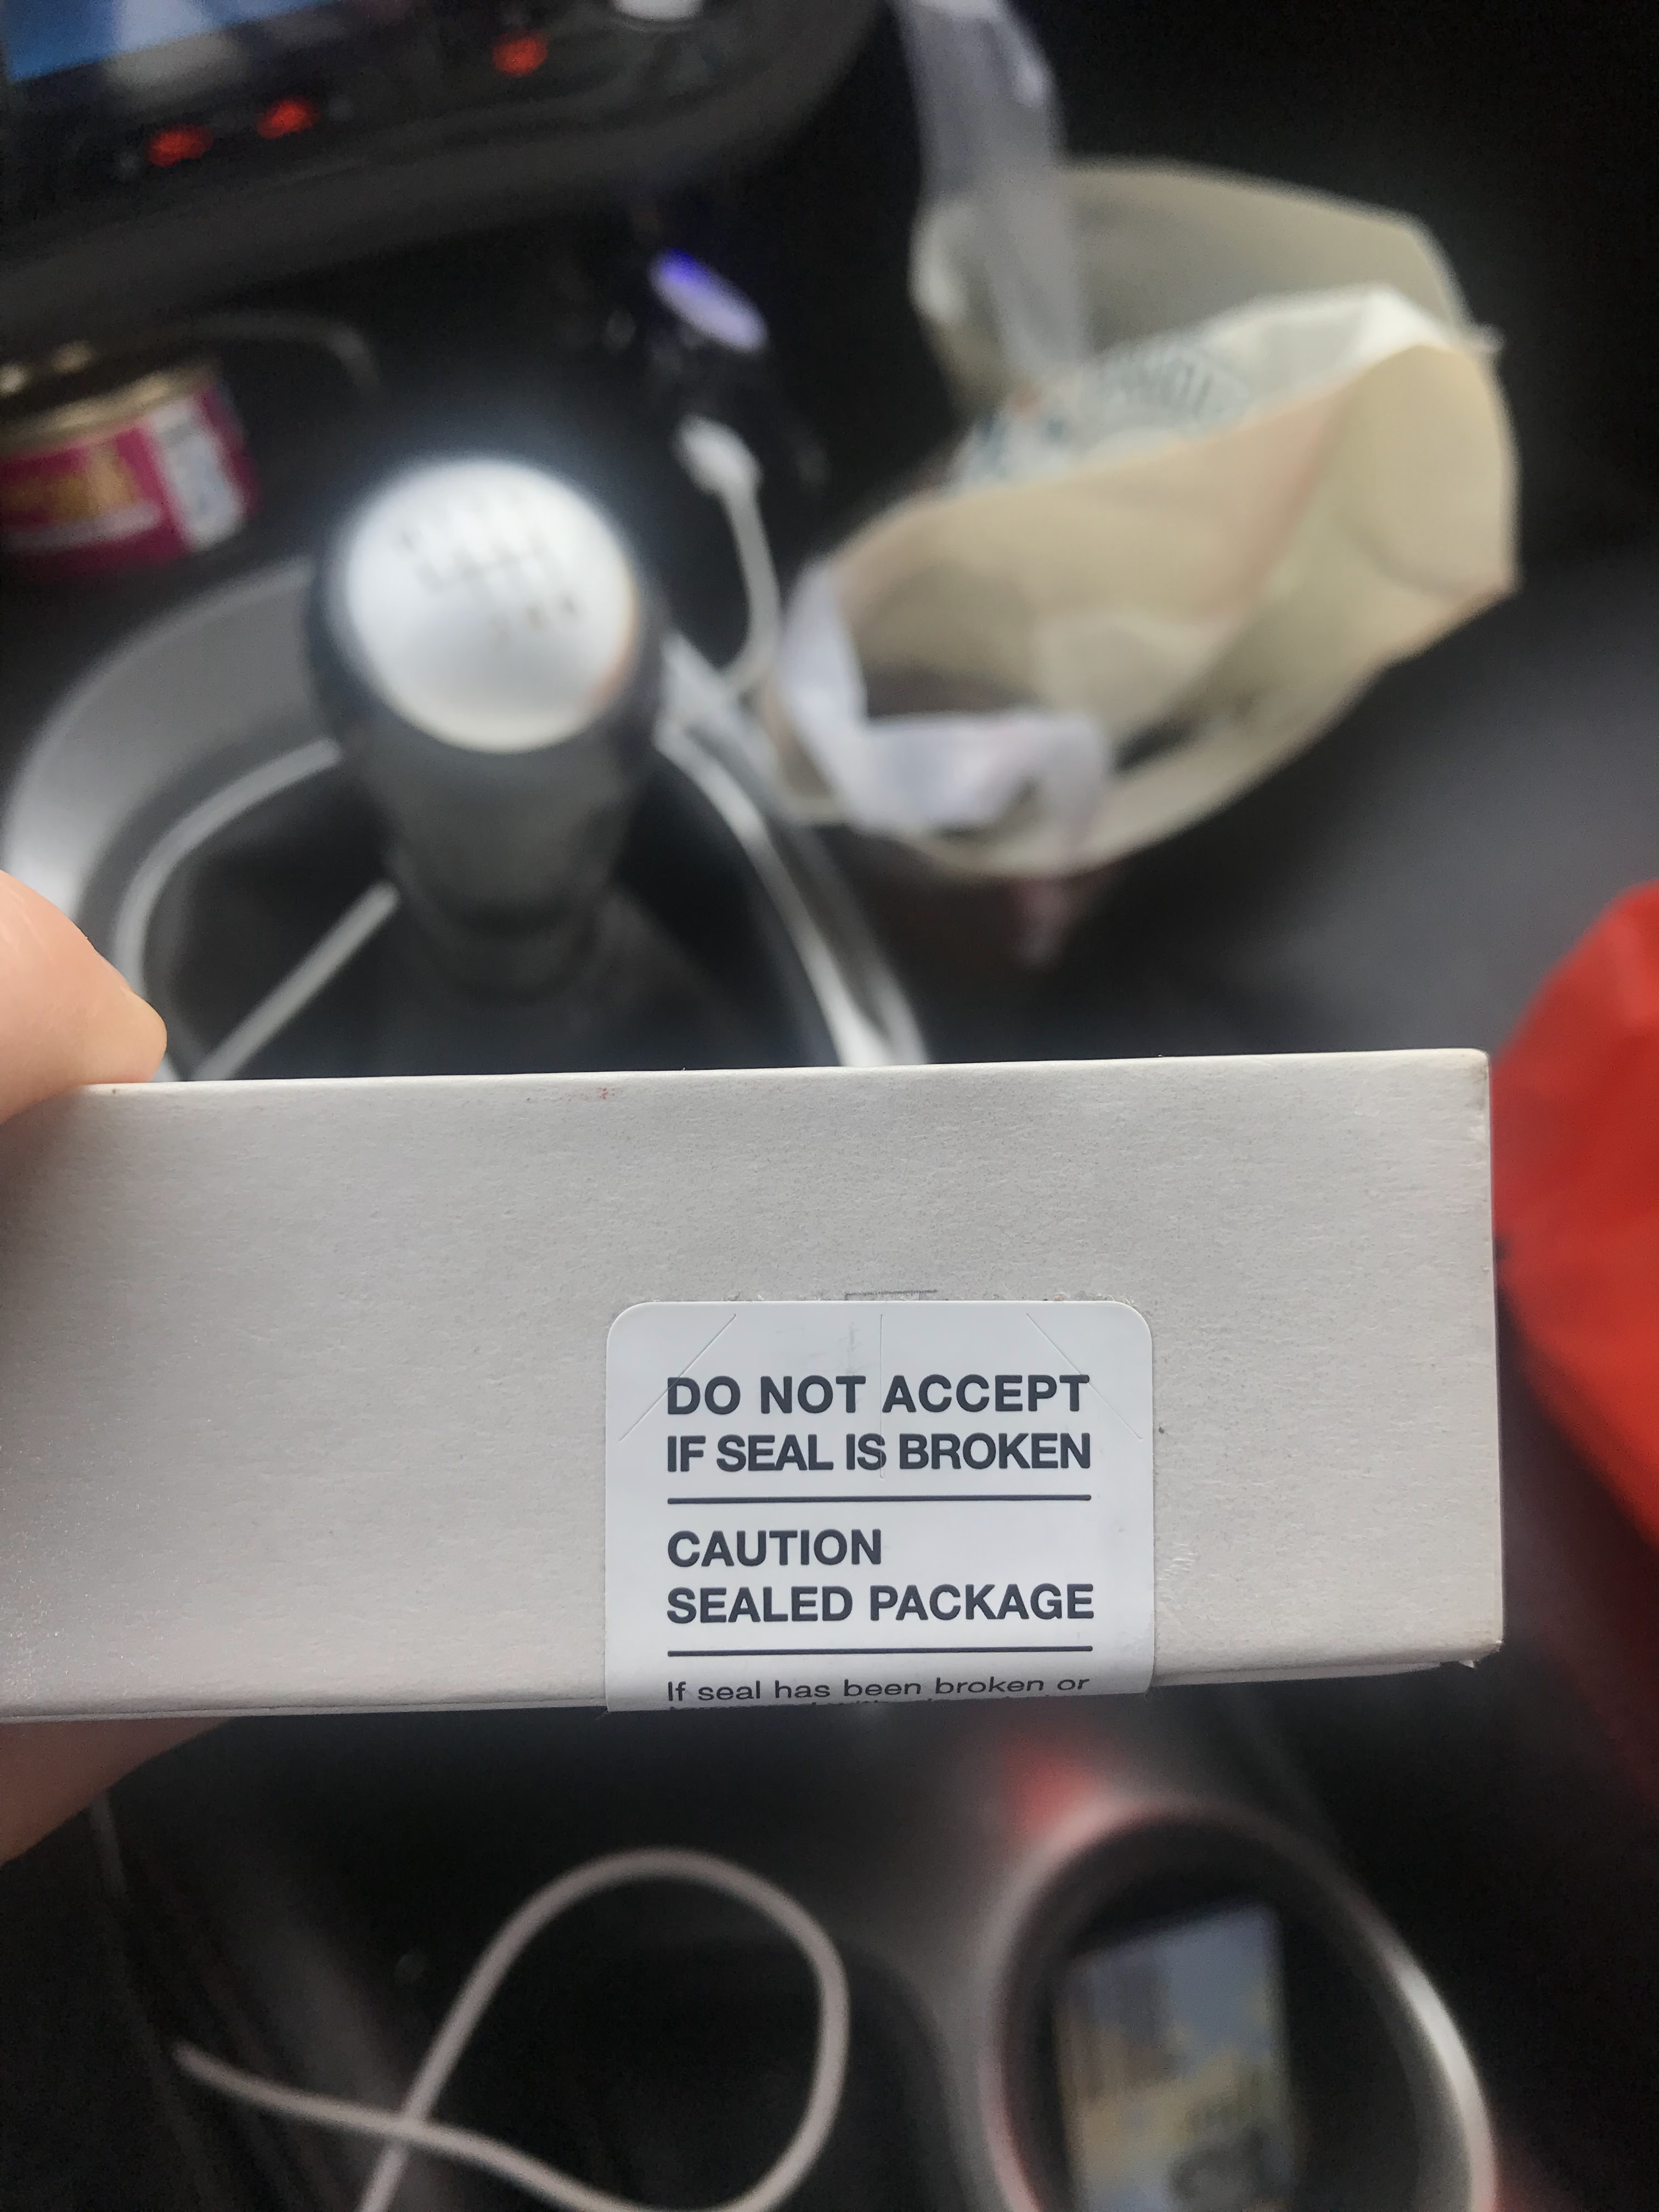 DO NOT ACCEPT
IF SEAL IS BROKEN
CAUTION
SEALED PACKAGE
If seal has been broken or